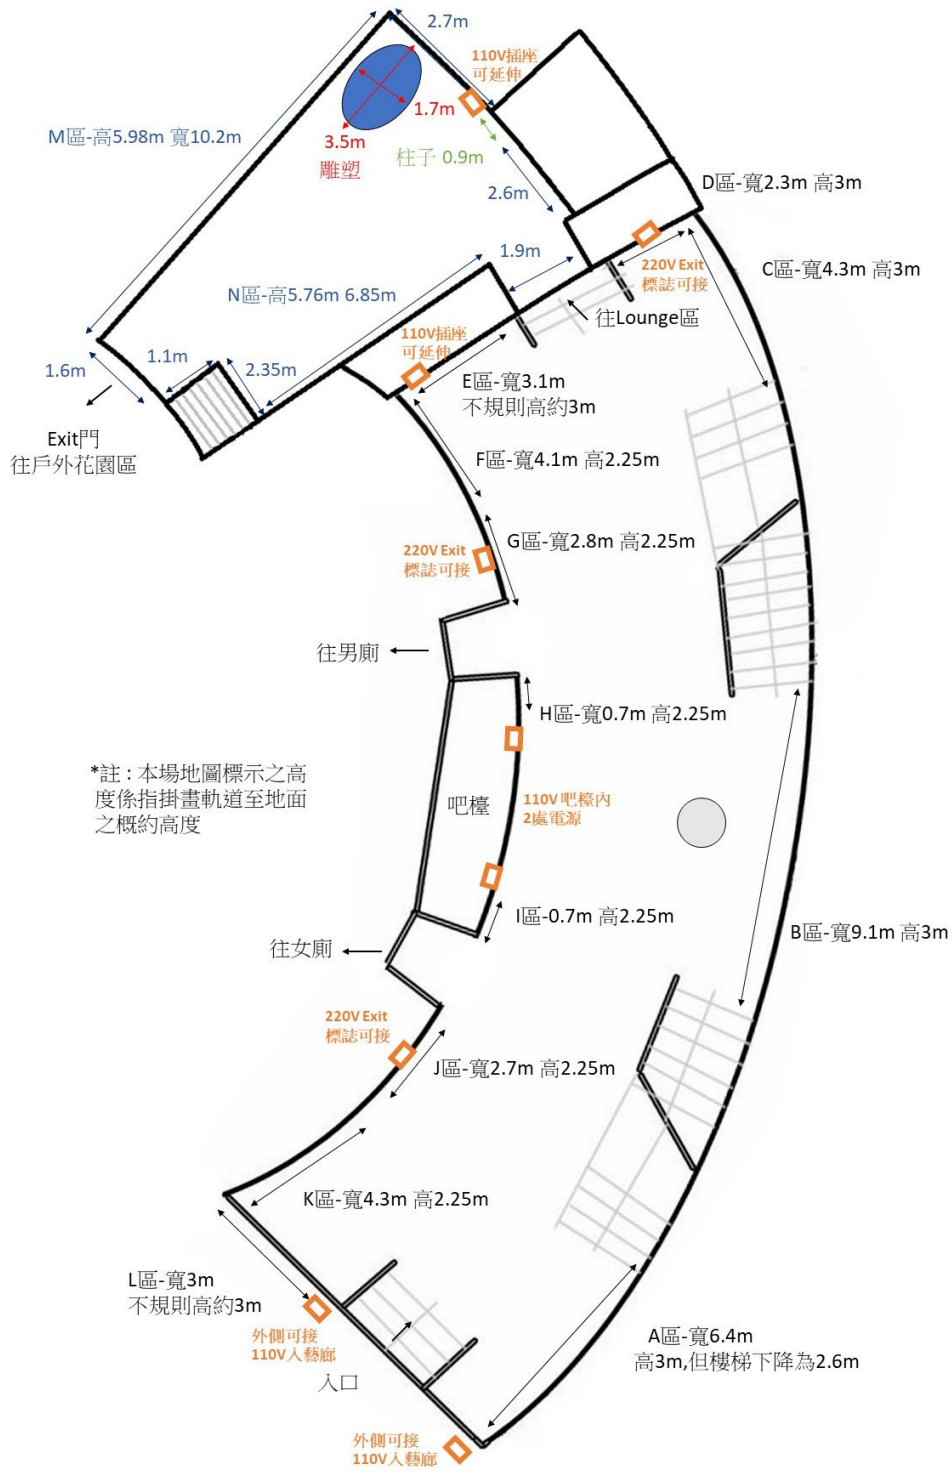 2.7m
110V插座
可延伸
M區-高5.98m 寬10.2m
1.7m
3.5m
雕塑
柱子 0.9m
2.6m
D區-寬2.3m 高3m
1.9m
220V Exit
標誌可接
C區-寬4.3m 高3m
N區-高5.76m 6.85m
往Lounge區
110V插座
可延伸
1.6m
1.1m
2.35m
E區-寬3.1m
不規則高約3m
Exit門
往戶外花園區
F區-寬4.1m 高2.25m
G區-寬2.8m 高2.25m
220V Exit
標誌可接
往男廁
H區-寬0.7m 高2.25m
*註 : 本場地圖標示之高
度係指掛畫軌道至地面
之概約高度
吧檯
110V 吧檯內
2處電源
I區-0.7m 高2.25m
B區-寬9.1m 高3m
往女廁
220V Exit
標誌可接
J區-寬2.7m 高2.25m
K區-寬4.3m 高2.25m
L區-寬3m
不規則高約3m
外側可接
110V入藝廊
入口
A區-寬6.4m
高3m,但樓梯下降為2.6m
外側可接
110V入藝廊